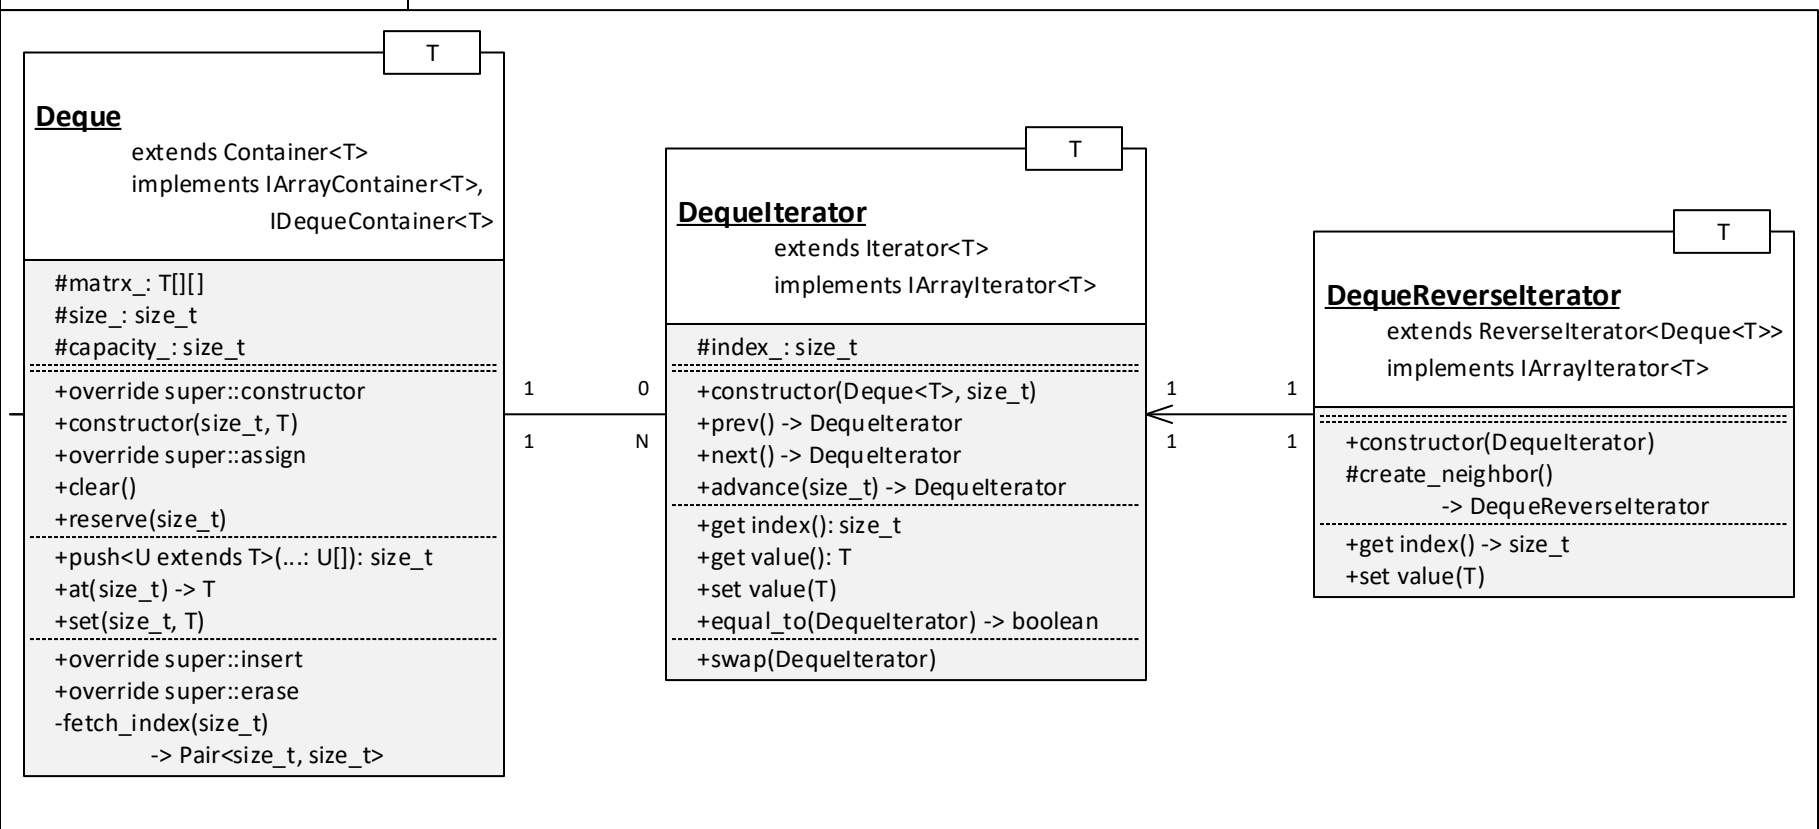 T
Deque
extends Container<T>
implements IArrayContainer<T>,
IDequeContainer<T>
#matrx_: T[][]
#size_: size_t
#capacity_: size_t
+override super::constructor
+constructor(size_t, T)
+override super::assign
+clear()
+reserve(size_t)
+push<U extends T>(...: U[]): size_t
+at(size_t) -> T
+set(size_t, T)
+override super::insert
+override super::erase
-fetch_index(size_t)
-> Pair<size_t, size_t>
1 0
1 N
T
DequeIterator
extends Iterator<T>
implements IArrayIterator<T>
#index_: size_t
+constructor(Deque<T>, size_t)
+prev() -> DequeIterator
+next() -> DequeIterator
+advance(size_t) -> DequeIterator
+get index(): size_t
+get value(): T
+set value(T)
+equal_to(DequeIterator) -> boolean
+swap(DequeIterator)
1 1
1 1
T
DequeReverseIterator
extends ReverseIterator<Deque<T>>
implements IArrayIterator<T>
+constructor(DequeIterator)
#create_neighbor()
-> DequeReverseIterator
+get index() -> size_t
+set value(T)